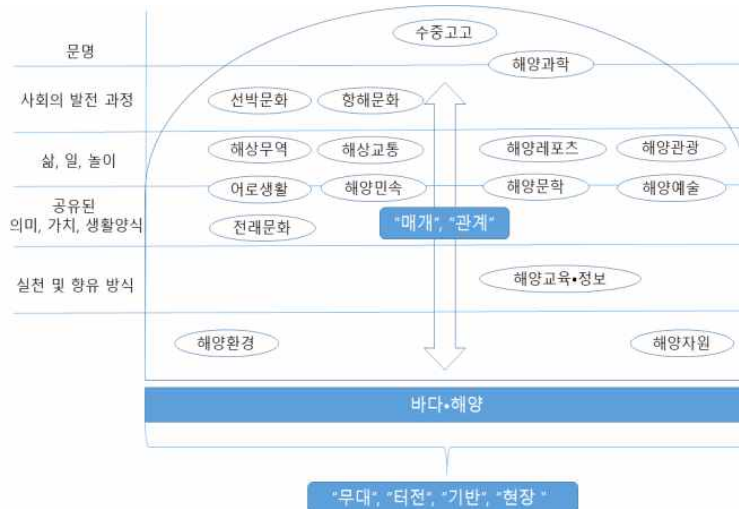 수중고고
문명
해양과학
사회의 발전 과정
선박문화
항해문화
삶, 일, 놀이
해상무역
해상교통
해양레포츠
해양관광
어로생활
해양민속
해양문학
해양예술
공유된
의미, 가치, 생활양식
"매개", "관계"
전래문화
실천 및 향유 방식
해양교육•정보
해양환경
해양자원
바다•해양
"무대", "터전", "기반", "현장 "